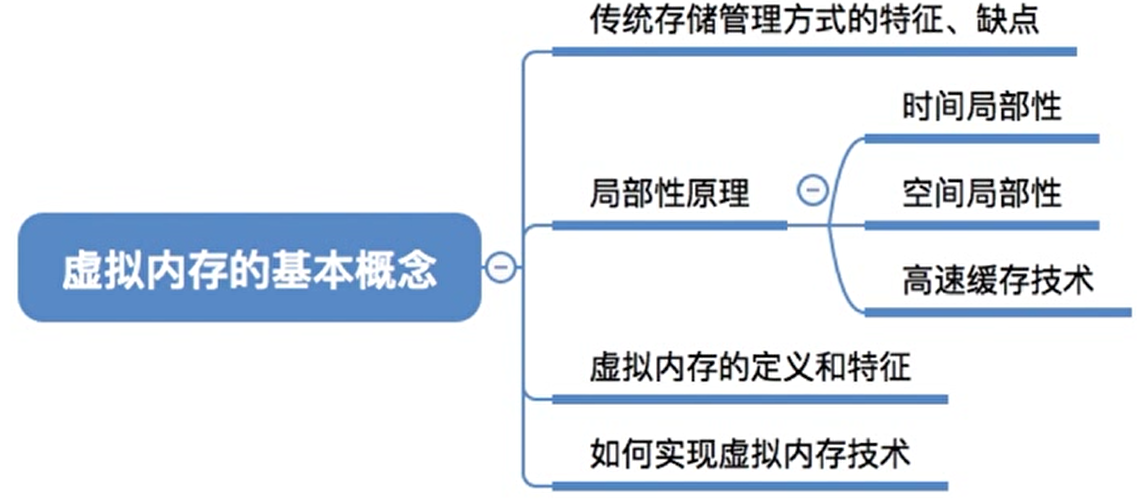 传统存储管理方式的特征、缺点
时间局部性
局部性原理
空间局部性
虚拟内存的基本概念
高速缓存技术
虚拟内存的定义和特征
如何实现虚拟内存技术